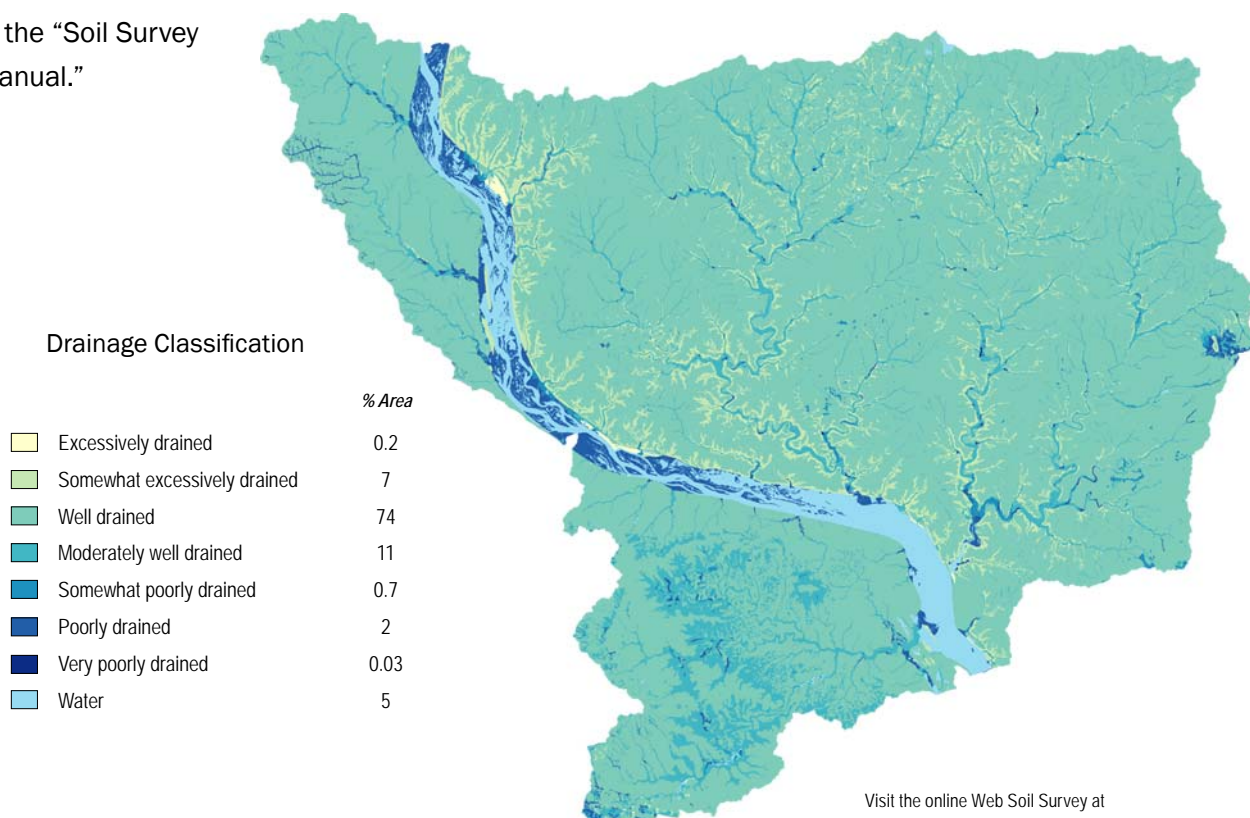 the “Soil Survey
anual.”
Drainage Classification
% Area
Excessively drained 0.2
Somewhat excessively drained 7
Well drained 74
Moderately well drained 11
Somewhat poorly drained 0.7
Poorly drained 2
Very poorly drained 0.03
Water 5
Visit the online Web Soil Survey at